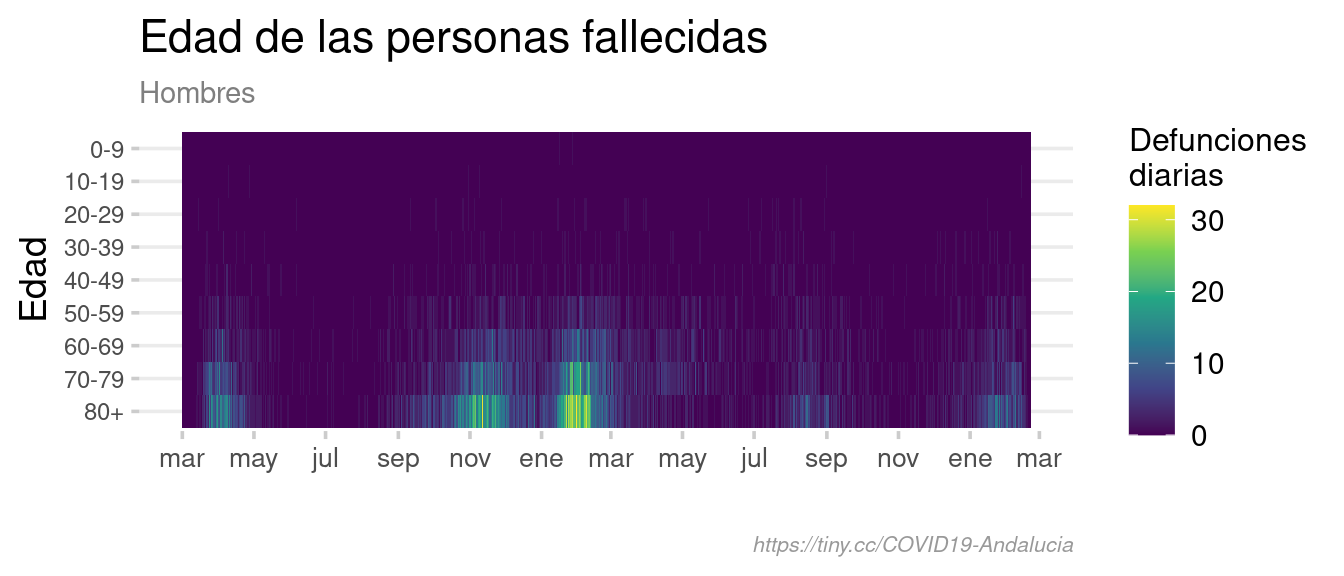 Edad de las personas fallecidas
Hombres
Edad
0-9
10-19
20-29
30-39
40-49
50-59
60-69
70-79
80+
mar may jul sep nov ene mar may jul sep nov ene mar
Defunciones
diarias
30
20
10
0
https://tiny.cc/COVID19-Andalucia